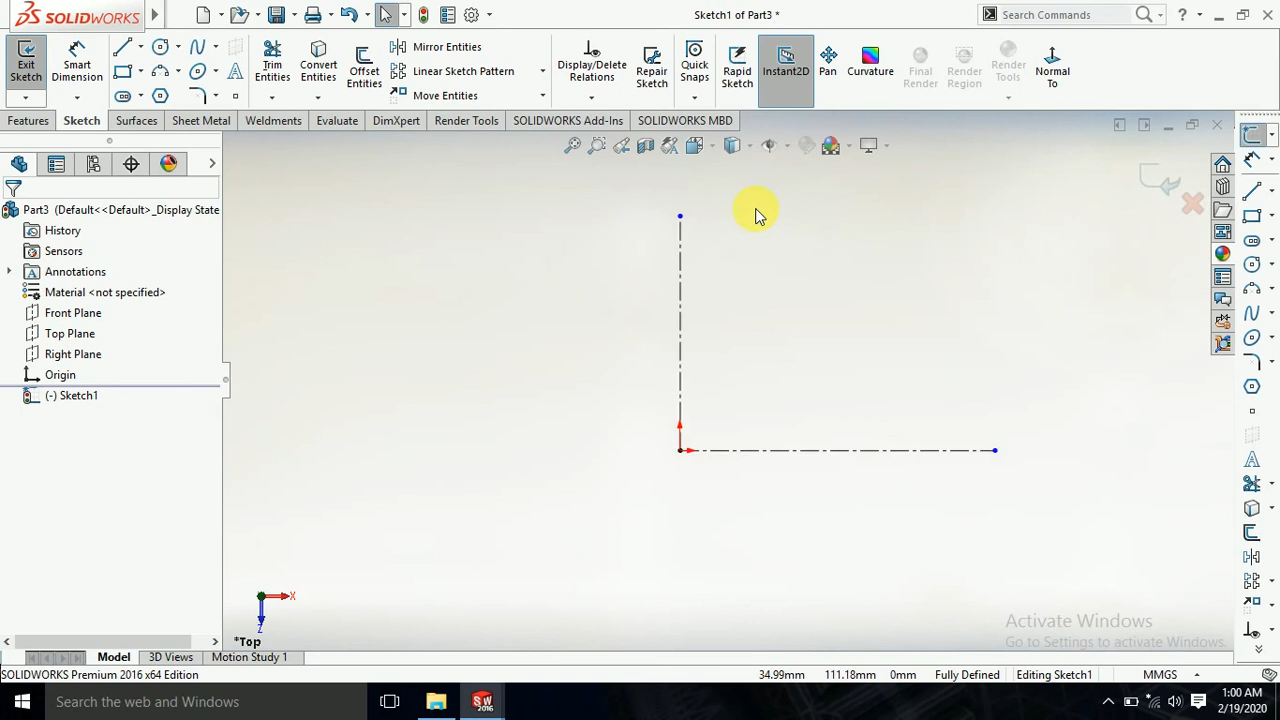 SOLIDWORKS
Sketch1 of Part3 *
Search Commands
Exit Sketch
Smart Dimension
Trim Entities
Convert Entities
Offset Entities
Mirror Entities
Linear Sketch Pattern
Move Entities
Display/Delete Relations
Repair Sketch
Quick Snaps
Rapid Sketch
Instant2D
Pan
Curvature
Final Render
Render Region
Render Tools
Normal To
Features
Sketch
Surfaces
Sheet Metal
Weldments
Evaluate
DimXpert
Render Tools
SOLIDWORKS Add-Ins
SOLIDWORKS MBD
Part3 (Default<<Default>_Display State
History
Sensors
Annotations
Material <not specified>
Front Plane
Top Plane
Right Plane
Origin
(-) Sketch1
X
Z
*Top
Activate Windows
Go to Settings to activate Windows.
Model
3D Views
Motion Study 1
SOLIDWORKS Premium 2016 x64 Edition
34.99mm
111.18mm
0mm
Fully Defined
Editing Sketch1
MMGS
Search the web and Windows
SW
2016
1:00 AM
2/19/2020